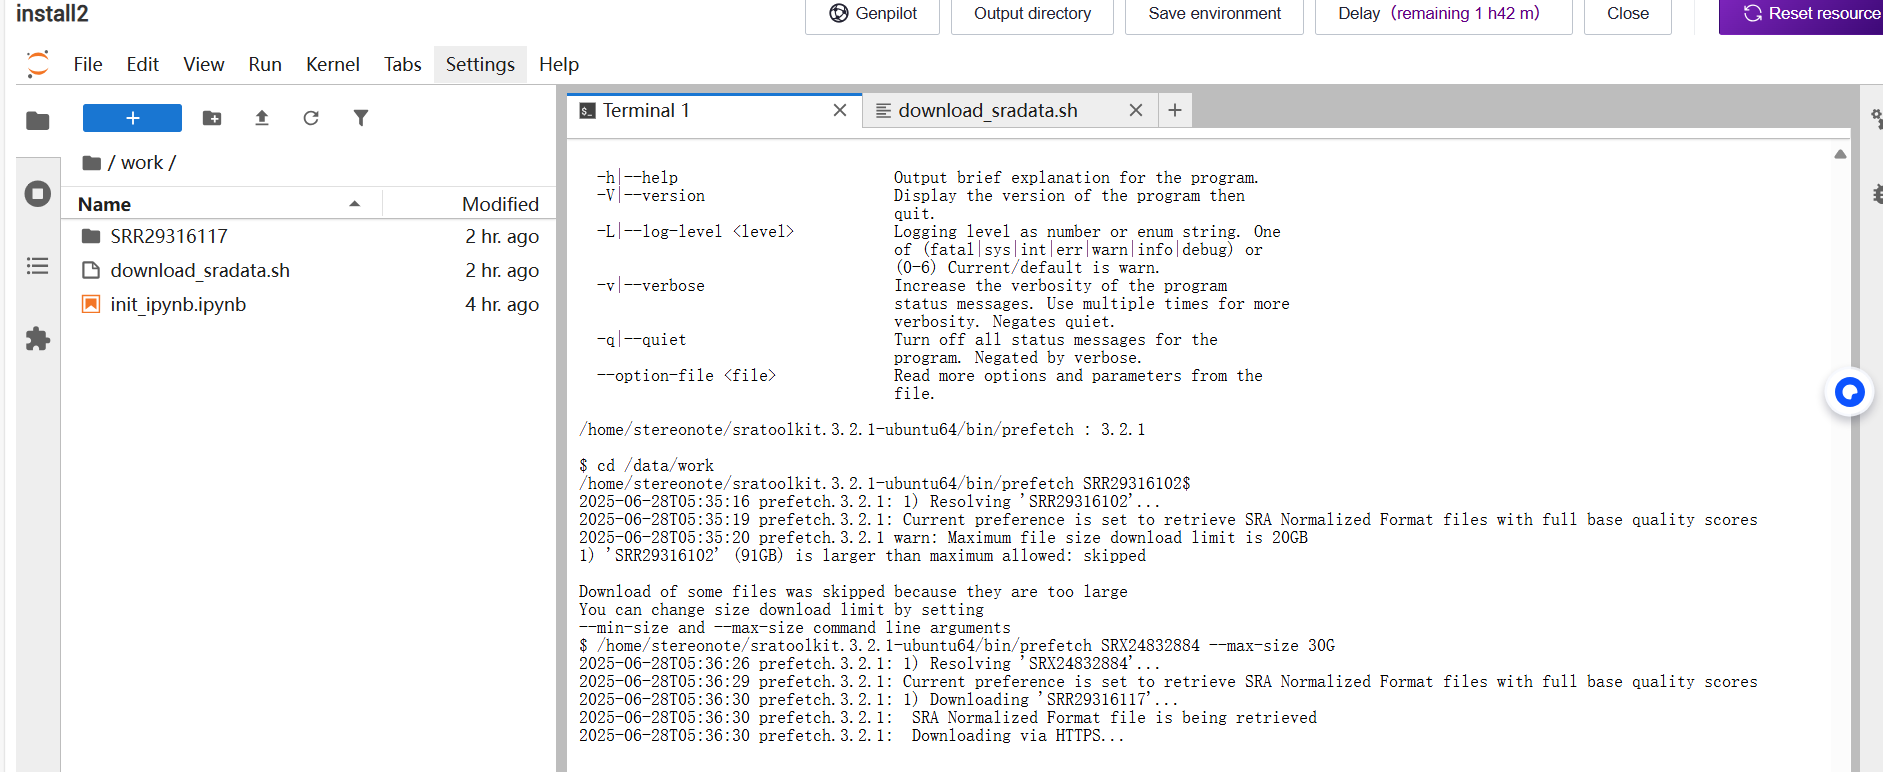 install2
Genpilot
Output directory
Save environment
Delay (remaining 1 h42 m)
Close
Reset resource
File Edit View Run Kernel Tabs Settings Help
+
Terminal 1
download_sradata.sh
+
/ work /
Name Modified
SRR29316117 2 hr. ago
download_sradata.sh 2 hr. ago
init_ipynb.ipynb 4 hr. ago
-h|--help Output brief explanation for the program.
-V|--version Display the version of the program then
quit.
-L|--log-level <level> Logging level as number or enum string. One
of (fatal|sys|int|err|warn|info|debug) or
(0-6) Current/default is warn.
-v|--verbose Increase the verbosity of the program
status messages. Use multiple times for more
verbosity. Negates quiet.
-q|--quiet Turn off all status messages for the
program. Negated by verbose.
--option-file <file> Read more options and parameters from the
file.
/home/stereonote/sratoolkit.3.2.1-ubuntu64/bin/prefetch : 3.2.1
$ cd /data/work
/home/stereonote/sratoolkit.3.2.1-ubuntu64/bin/prefetch SRR29316102$
2025-06-28T05:35:16 prefetch.3.2.1: 1) Resolving 'SRR29316102'...
2025-06-28T05:35:19 prefetch.3.2.1: Current preference is set to retrieve SRA Normalized Format files with full base quality scores
2025-06-28T05:35:20 prefetch.3.2.1 warn: Maximum file size download limit is 20GB
1) 'SRR29316102' (91GB) is larger than maximum allowed: skipped
Download of some files was skipped because they are too large
You can change size download limit by setting
--min-size and --max-size command line arguments
$ /home/stereonote/sratoolkit.3.2.1-ubuntu64/bin/prefetch SRX24832884 --max-size 30G
2025-06-28T05:36:26 prefetch.3.2.1: 1) Resolving 'SRX24832884'...
2025-06-28T05:36:29 prefetch.3.2.1: Current preference is set to retrieve SRA Normalized Format files with full base quality scores
2025-06-28T05:36:30 prefetch.3.2.1: 1) Downloading 'SRR29316117'...
2025-06-28T05:36:30 prefetch.3.2.1:  SRA Normalized Format file is being retrieved
2025-06-28T05:36:30 prefetch.3.2.1:  Downloading via HTTPS...